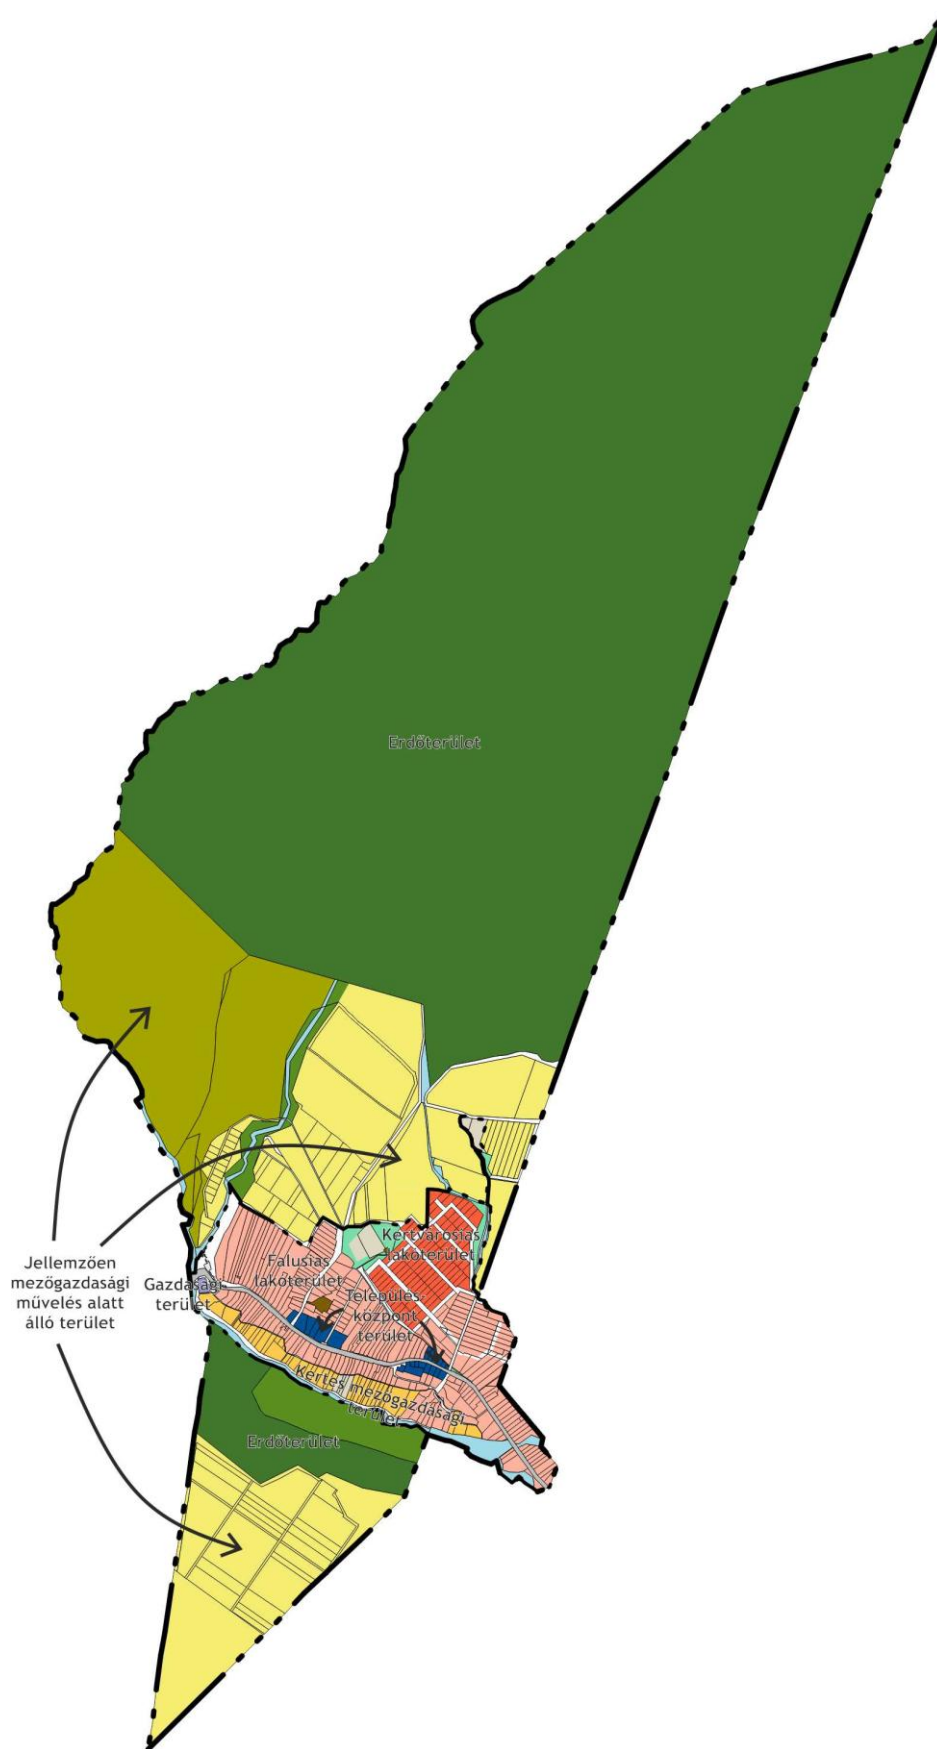 Erdőterület
Kertvárosias
lakóterület
Falusias
lakóterület
Jellemzően
mezőgazdasági
művelés alatt
álló terület
Gazdasági
terület
Település-
központ
terület
Kertes mezőgazdasági
terület
Erdőterület